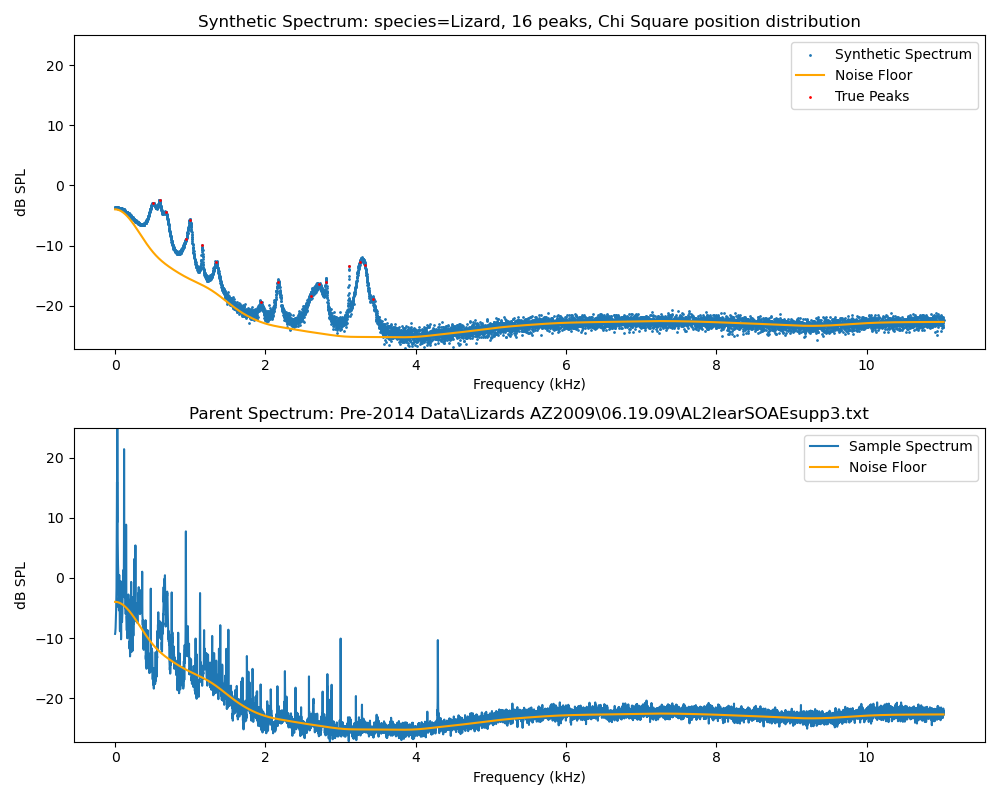 Synthetic Spectrum: species=Lizard, 16 peaks, Chi Square position distribution
20
10
0
−10
−20
dB SPL
Synthetic Spectrum
Noise Floor
True Peaks
0 2 4 6 8 10
Frequency (kHz)
Parent Spectrum: Pre-2014 Data\Lizards AZ2009\06.19.09\AL2learSOAEsupp3.txt
20
10
0
−10
−20
dB SPL
Sample Spectrum
Noise Floor
0 2 4 6 8 10
Frequency (kHz)